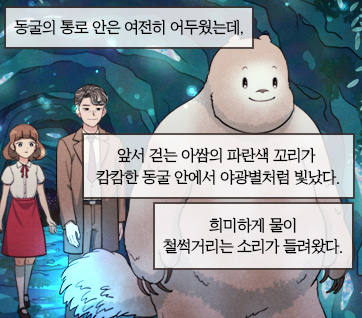 동굴의 통로 안은 여전히 어두웠는데,
앞서 걷는 아쌈의 파란색 꼬리가
캄캄한 동굴 안에서 야광별처럼 빛났다.
희미하게 물이
철썩거리는 소리가 들려왔다.